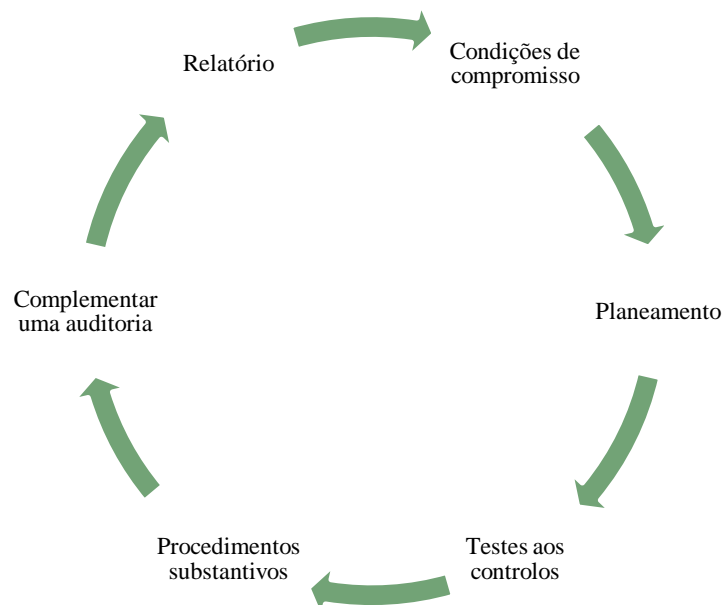 Relatório
Condições de
compromisso
Planeamento
Testes aos
controlos
Procedimentos
substantivos
Complementar
uma auditoria